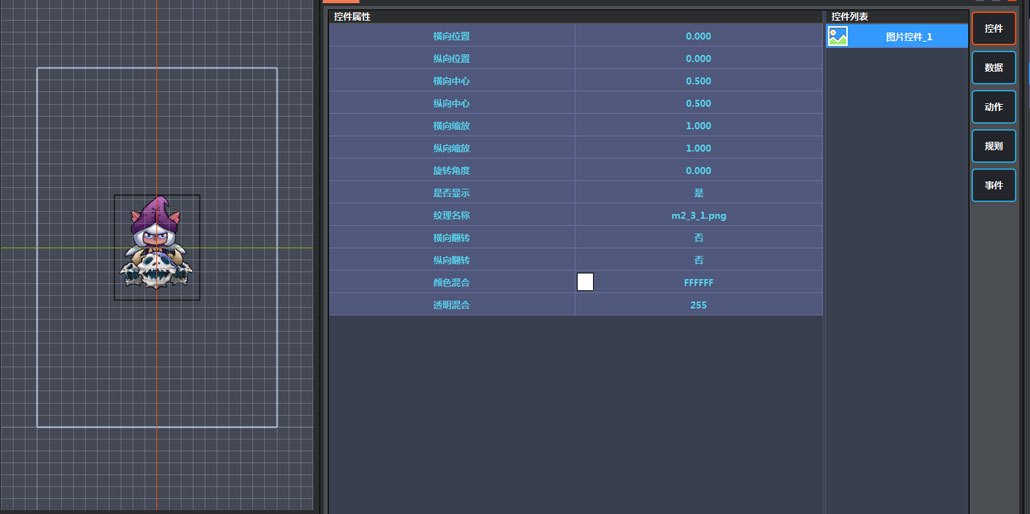 控件属性
横向位置 0.000
纵向位置 0.000
横向中心 0.500
纵向中心 0.500
横向缩放 1.000
纵向缩放 1.000
旋转角度 0.000
是否显示 是
纹理名称 m2_3_1.png
横向翻转 否
纵向翻转 否
颜色混合 FFFFFF
透明混合 255
控件列表
图片控件_1
控件
数据
动作
规则
事件